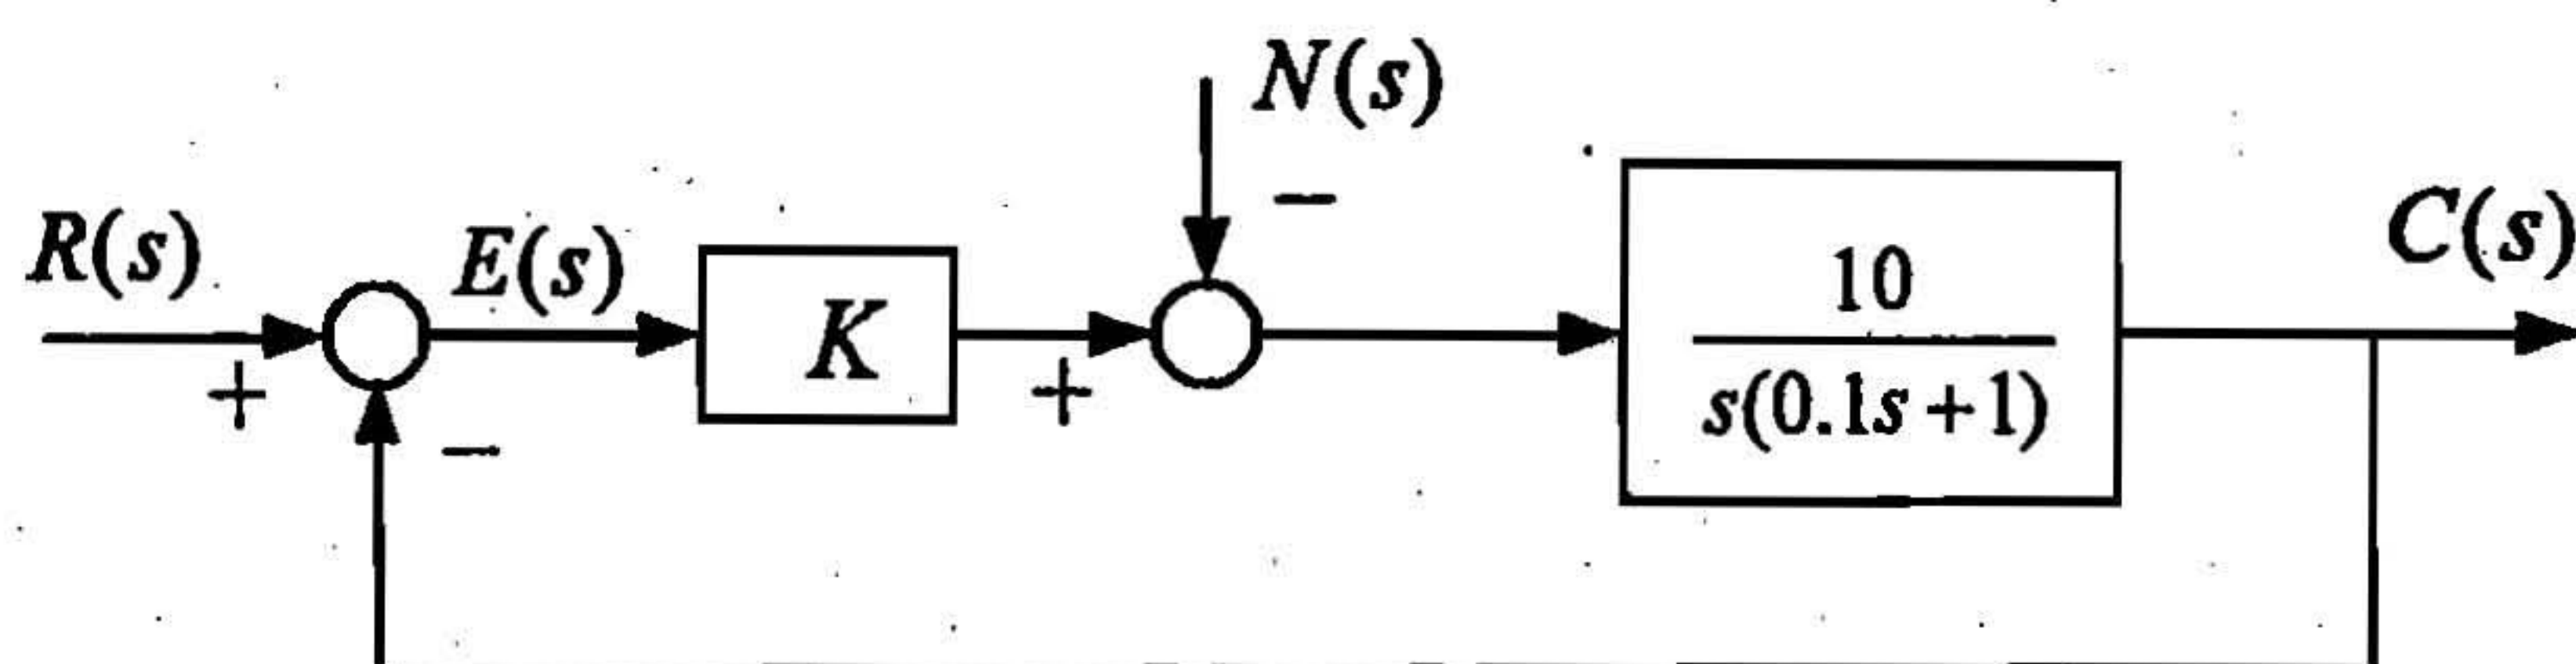 N(s)
−
R(s)
+
−
E(s)
K
+
10
s(0.1s+1)
C(s)